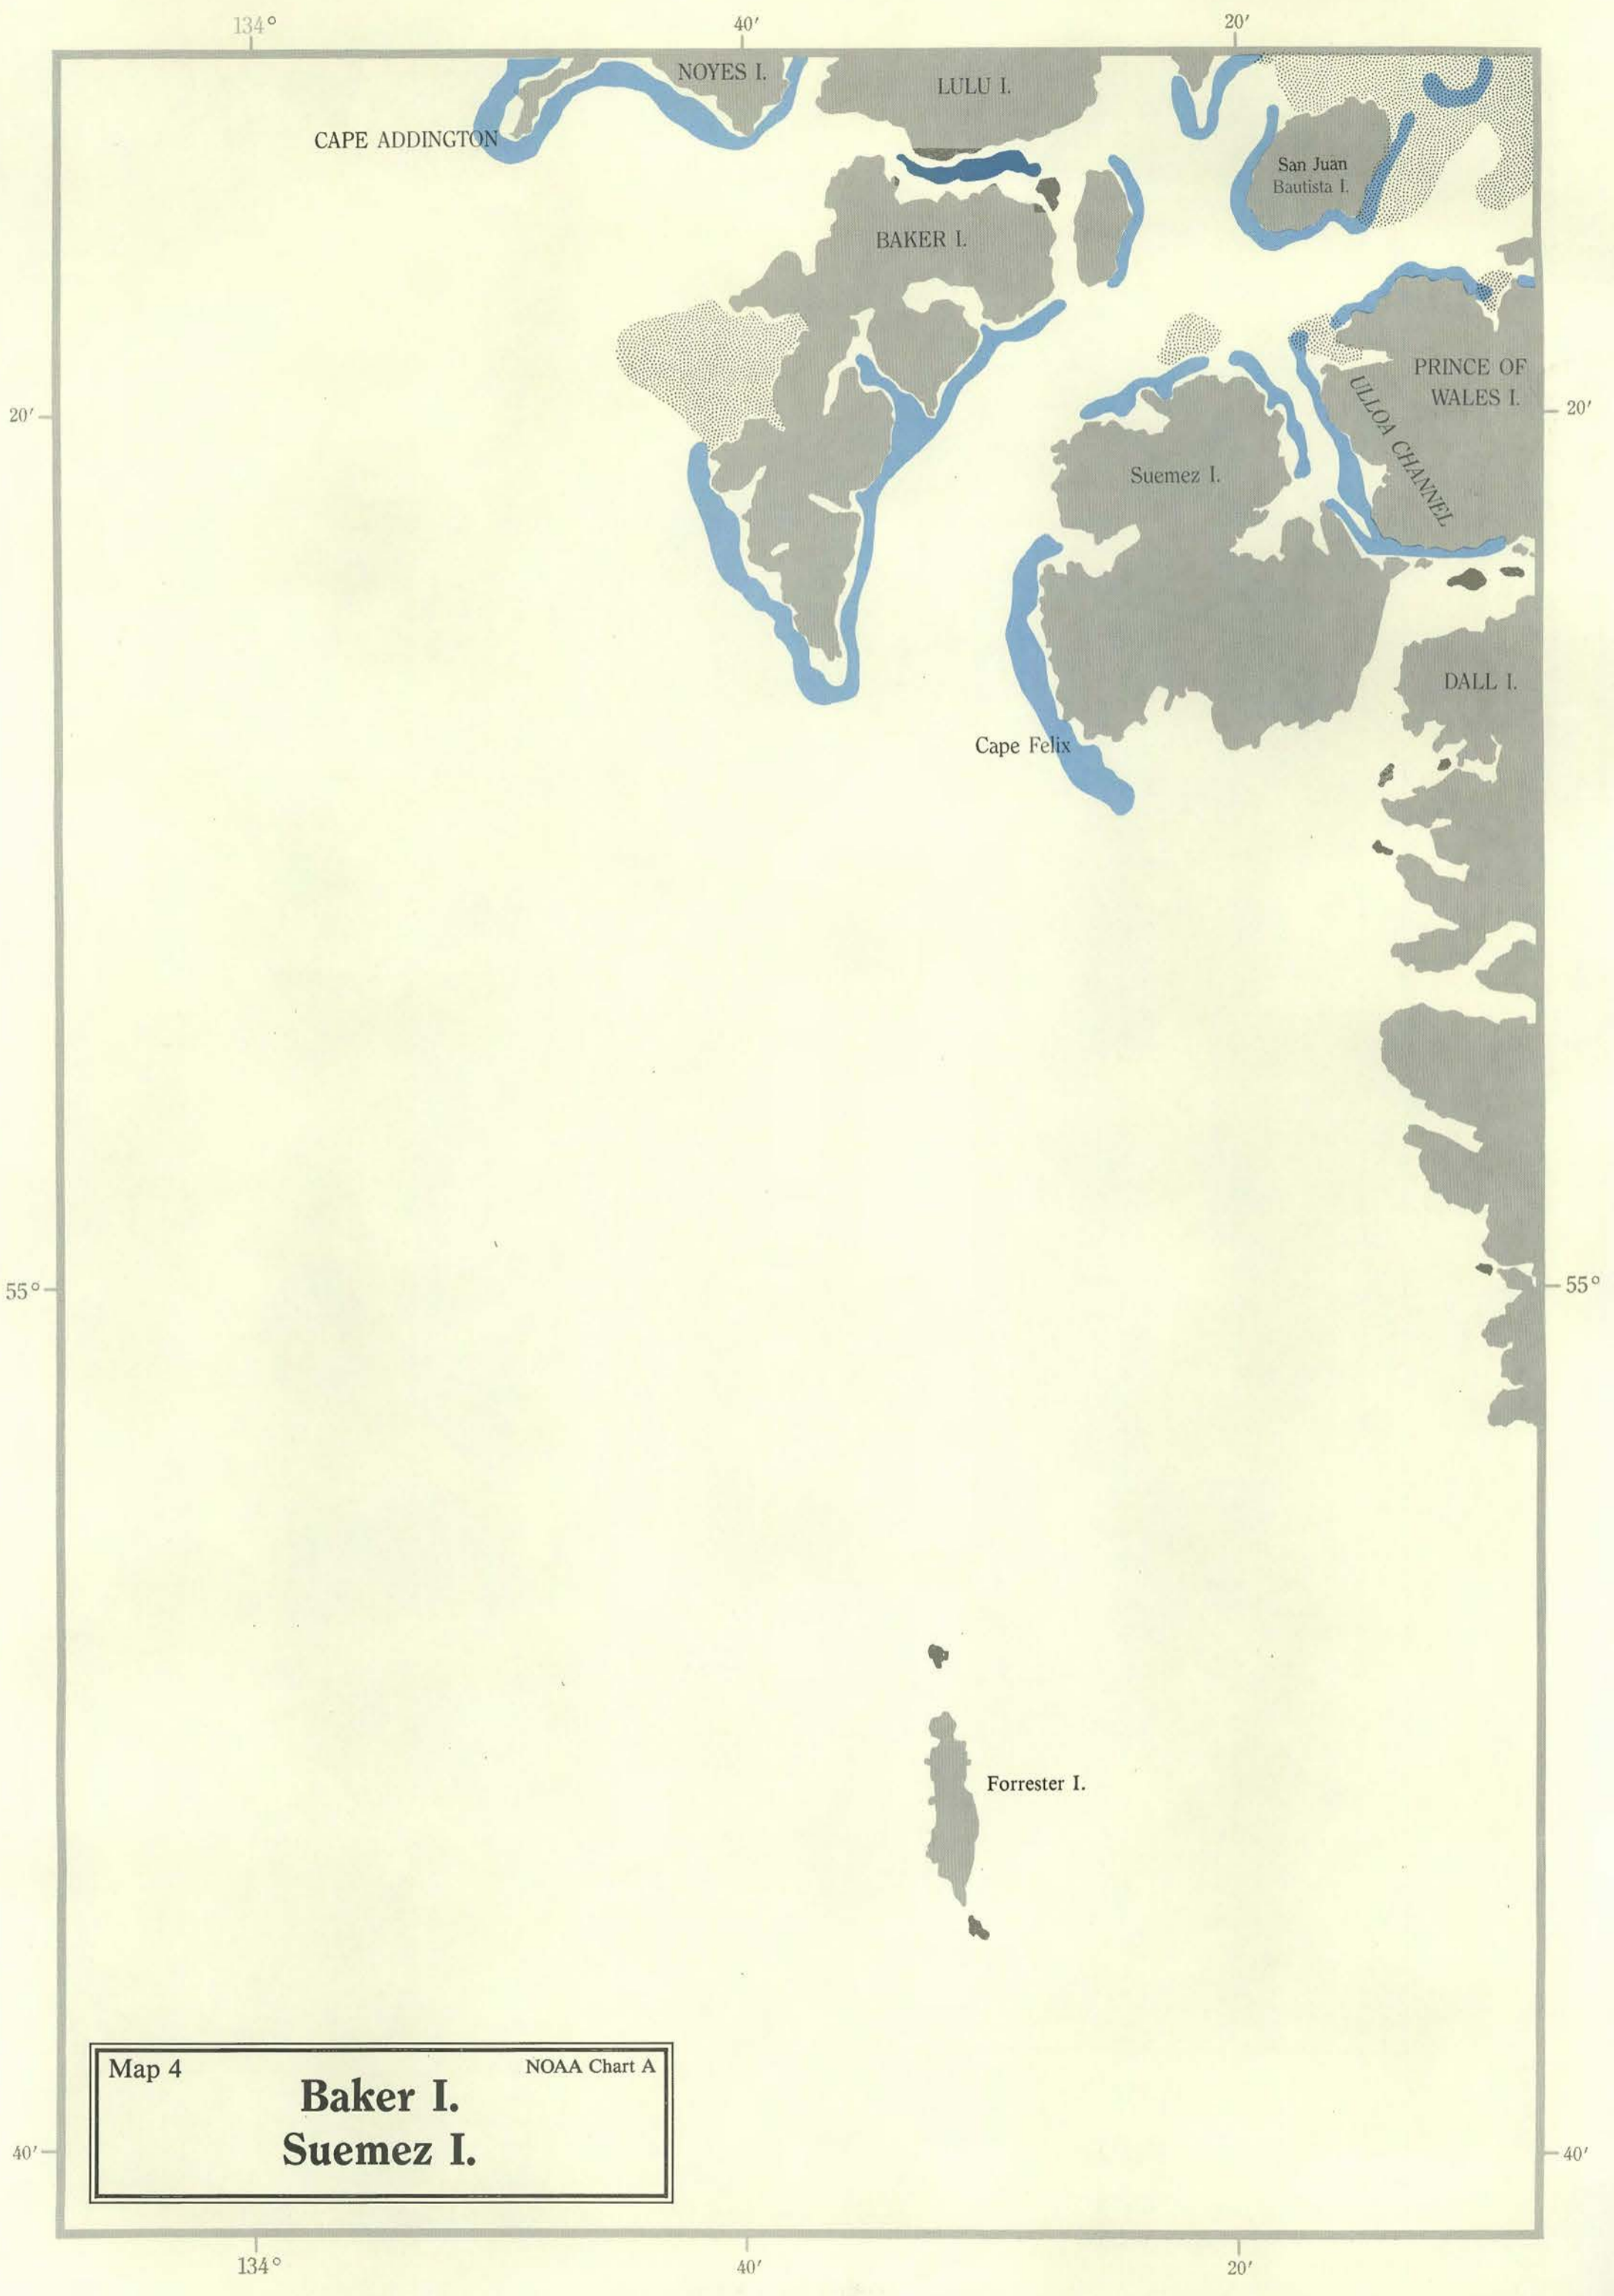 134°
40′
20′
NOYES I.
LULU I.
CAPE ADDINGTON
San Juan
Bautista I.
BAKER I.
PRINCE OF
WALES I.
20′
20′
ULLOA CHANNEL
Suemez I.
DALL I.
Cape Felix
55°
55°
Forrester I.
Map 4
NOAA Chart A
Baker I.
Suemez I.
40′
40′
134°
40′
20′